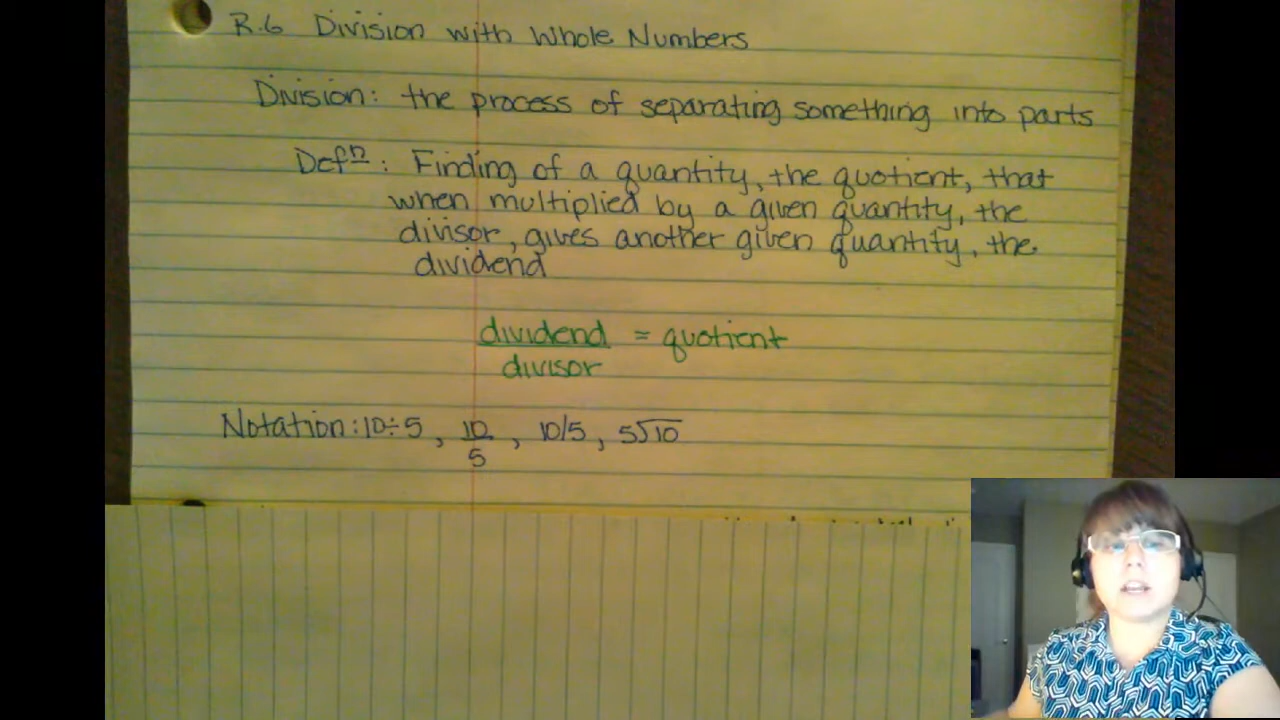 R.6 Division with Whole Numbers
Division: the process of separating something into parts
Defn: Finding of a quantity, the quotient, that
when multiplied by a given quantity, the
divisor, gives another given quantity, the
dividend
dividend = quotient
divisor
Notation: 10÷5, 10/5, 10/5, 5√10